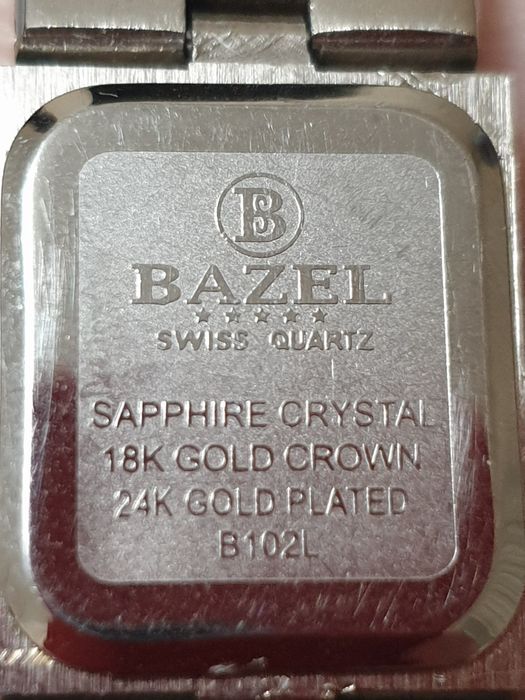 B
BAZEL
★★★★★
SWISS QUARTZ
SAPPHIRE CRYSTAL
18K GOLD CROWN
24K GOLD PLATED
B102L